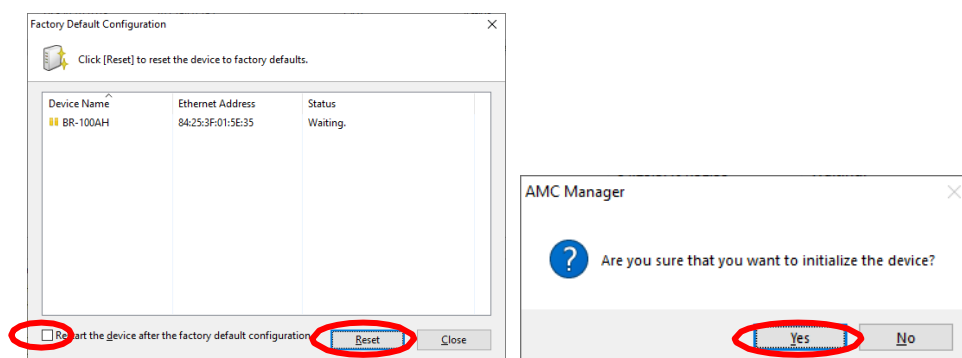 Factory Default Configuration
Click [Reset] to reset the device to factory defaults.
Device Name Ethernet Address Status
BR-100AH 84:25:3F:01:5E:35 Waiting.
Restart the device after the factory default configuration
Reset Close
AMC Manager
Are you sure that you want to initialize the device?
Yes No